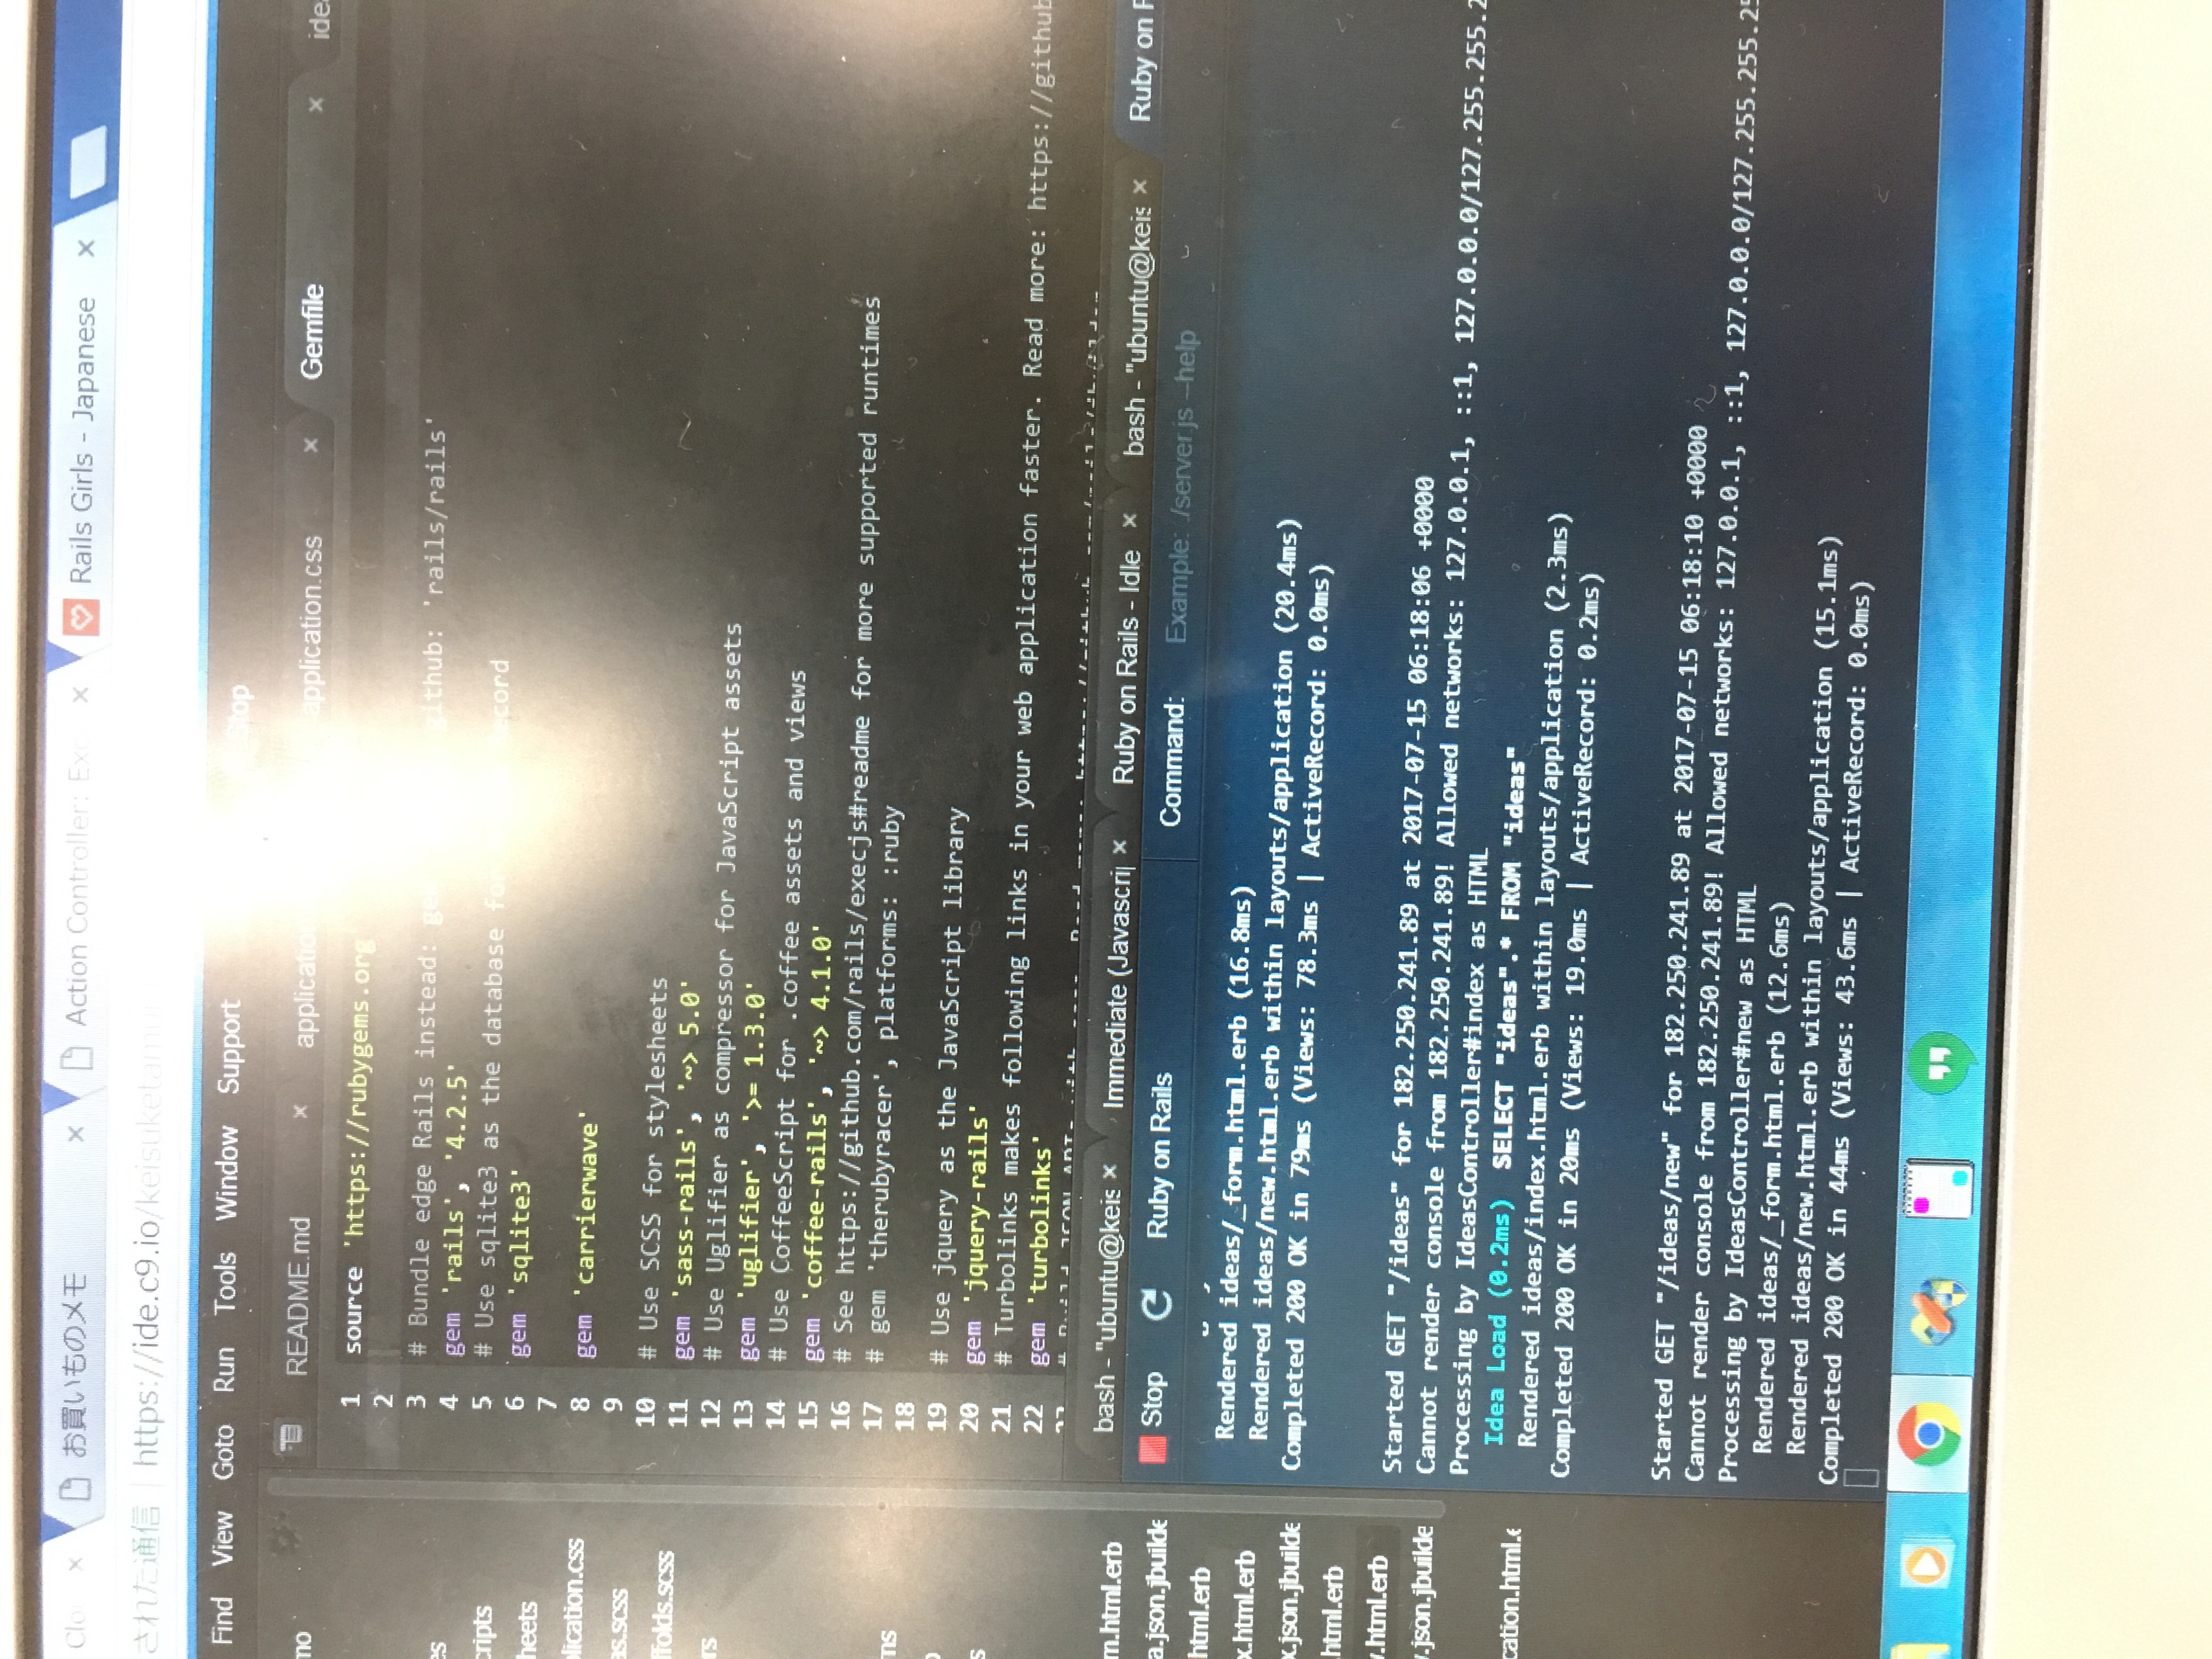 Clo
お買いものメモ
Action Controller: Exc
Rails Girls - Japanese
された通信
https://ide.c9.io/keisuketamu
Find View Goto Run Tools Window Support
Stop
README.md
application.css
Gemfile
1 source 'https://rubygems.org'
2
3 # Bundle edge Rails instead: github: 'rails/rails'
4 gem 'rails', '4.2.5'
5 # Use sqlite3 as the database
6 gem 'sqlite3'
7
8 gem 'carrierwave'
9
10 # Use SCSS for stylesheets
11 gem 'sass-rails', '~> 5.0'
12 # Use Uglifier as compressor for JavaScript assets
13 gem 'uglifier', '>= 1.3.0'
14 # Use CoffeeScript for .coffee assets and views
15 gem 'coffee-rails', '~> 4.1.0'
16 # See https://github.com/rails/execjs#readme for more supported runtimes
17 # gem 'therubyracer', platforms: :ruby
18
19 # Use jquery as the JavaScript library
20 gem 'jquery-rails'
21 # Turbolinks makes following links in your web application faster. Read more: https://github
22 gem 'turbolinks'
mo
es
cripts
heets
lication.css
as.scss
ffolds.scss
rs
ms
s
m.html.erb
a.json.jbuilde
html.erb
x.html.erb
x.json.jbuilde
.html.erb
.html.erb
.json.jbuilde
cation.html.e
bash - "ubuntu@keis
Immediate (Javascrip
Ruby on Rails - Idle
bash - "ubuntu@keis
Ruby on R
Stop
Ruby on Rails
Command:
Example: ./server.js --help
Rendered ideas/_form.html.erb (16.8ms)
Rendered ideas/new.html.erb within layouts/application (20.4ms)
Completed 200 OK in 79ms (Views: 78.3ms | ActiveRecord: 0.0ms)
Started GET "/ideas" for 182.250.241.89 at 2017-07-15 06:18:06 +0000
Cannot render console from 182.250.241.89! Allowed networks: 127.0.0.1, ::1, 127.0.0.0/127.255.255.2
Processing by IdeasController#index as HTML
Idea Load (0.2ms) SELECT "ideas".* FROM "ideas"
Rendered ideas/index.html.erb within layouts/application (2.3ms)
Completed 200 OK in 20ms (Views: 19.0ms | ActiveRecord: 0.2ms)
Started GET "/ideas/new" for 182.250.241.89 at 2017-07-15 06:18:10 +0000
Cannot render console from 182.250.241.89! Allowed networks: 127.0.0.1, ::1, 127.0.0.0/127.255.255.25
Processing by IdeasController#new as HTML
Rendered ideas/_form.html.erb (12.6ms)
Rendered ideas/new.html.erb within layouts/application (15.1ms)
Completed 200 OK in 44ms (Views: 43.6ms | ActiveRecord: 0.0ms)